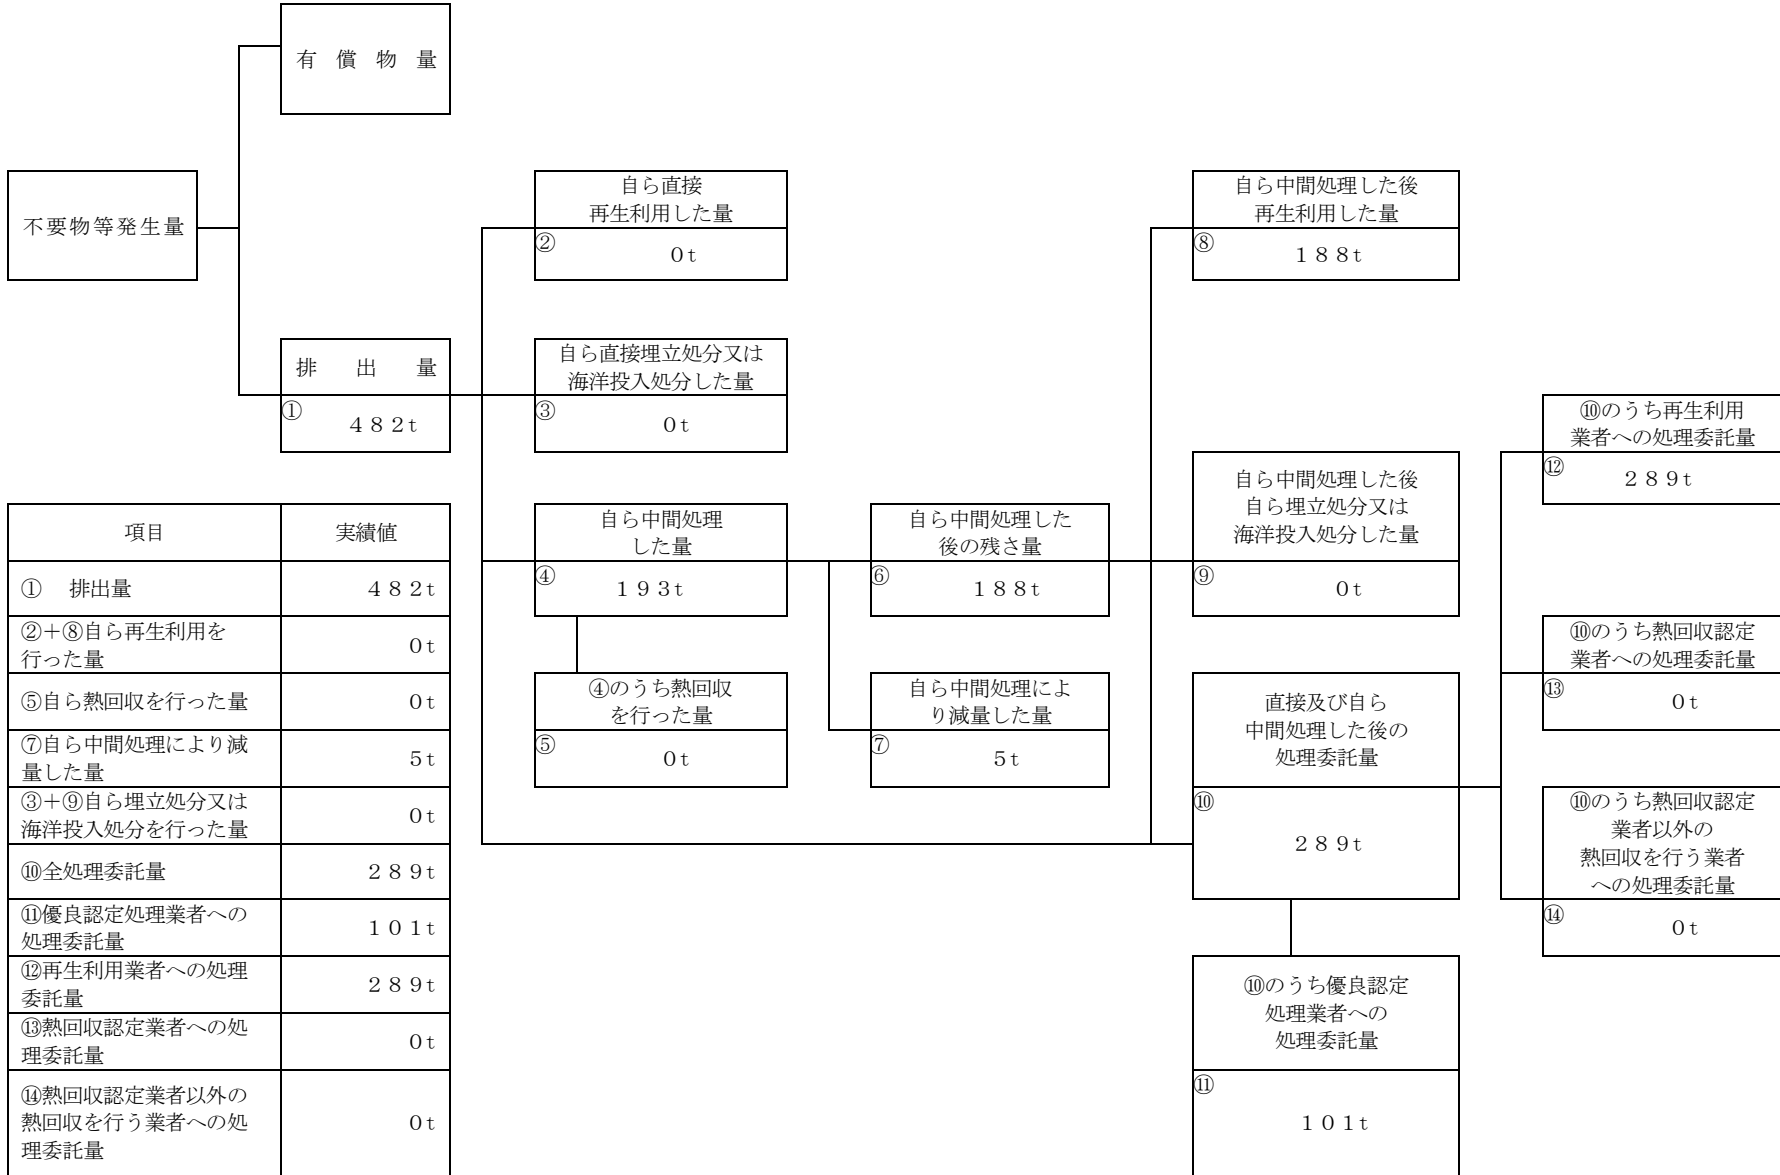 有 償 物 量
不要物等発生量
自ら直接
再生利用した量
②
0t
自ら中間処理した後
再生利用した量
⑧
188t
排 出 量
①
482t
自ら直接埋立処分又は
海洋投入処分した量
③
0t
⑩のうち再生利用
業者への処理委託量
⑫
289t
自ら中間処理
した量
④
193t
自ら中間処理した
後の残さ量
⑥
188t
自ら中間処理した後
自ら埋立処分又は
海洋投入処分した量
⑨
0t
⑩のうち熱回収認定
業者への処理委託量
⑬
0t
④のうち熱回収
を行った量
⑤
0t
自ら中間処理によ
り減量した量
⑦
5t
直接及び自ら
中間処理した後の
処理委託量
⑩
289t
⑩のうち熱回収認定
業者以外の
熱回収を行う業者
への処理委託量
⑭
0t
⑩のうち優良認定
処理業者への
処理委託量
⑪
101t
項目 実績値
① 排出量 482t
②+⑧自ら再生利用を
行った量 0t
⑤自ら熱回収を行った量 0t
⑦自ら中間処理により減
量した量 5t
③+⑨自ら埋立処分又は
海洋投入処分を行った量 0t
⑩全処理委託量 289t
⑪優良認定処理業者への
処理委託量 101t
⑫再生利用業者への処理
委託量 289t
⑬熱回収認定業者への処
理委託量 0t
⑭熱回収認定業者以外の
熱回収を行う業者への処
理委託量 0t